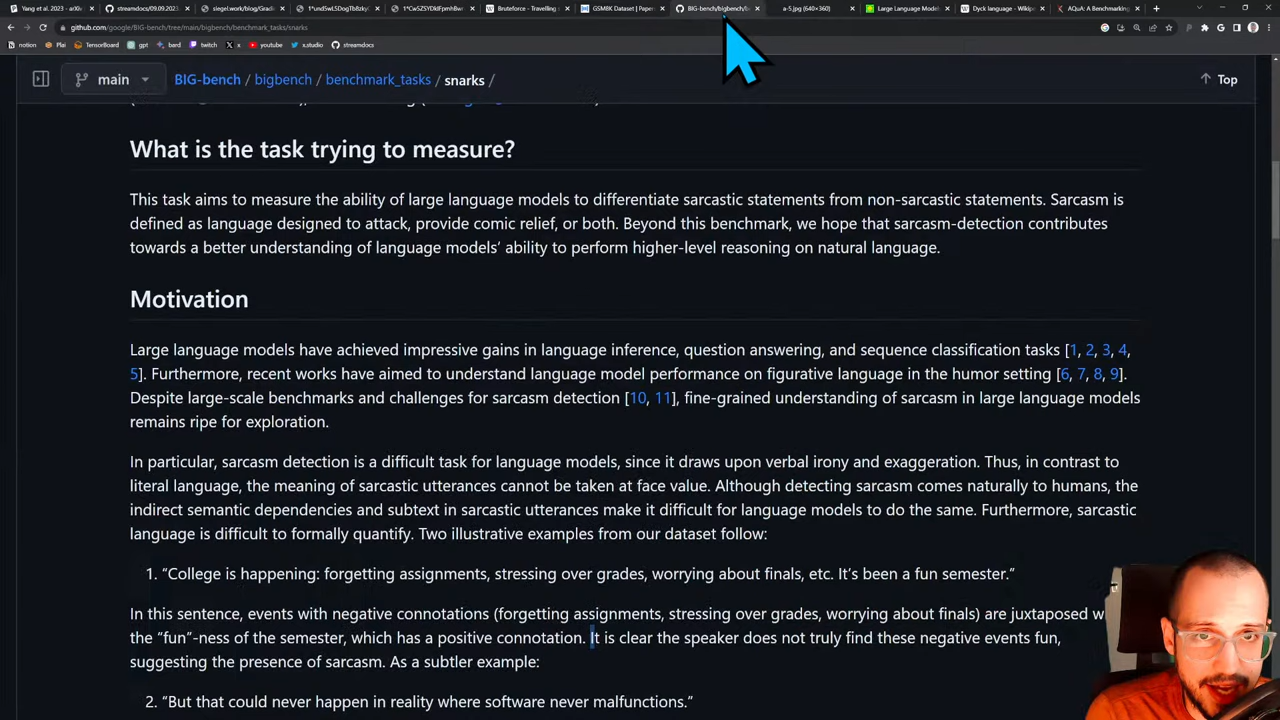 Yang et al. 2023 - arXiv
streamdocs/09.09.2023
siegel.work/blog/Gradi
1*und5wL5DogTb8zky
1*CwZSYDkIFjmh8Gwt
Bruteforce - Travelling
GSM8K Dataset | Paper
BIG-bench/bigbench/b
a-5.jpg (640×360)
Large Language Model
Dyck language - Wikip
AQuA: A Benchmarking
github.com/google/BIG-bench/tree/main/bigbench/benchmark_tasks/snarks
notion Plai TensorBoard gpt bard twitch x youtube x.studio streamdocs
main BIG-bench / bigbench / benchmark_tasks / snarks / Top
What is the task trying to measure?
This task aims to measure the ability of large language models to differentiate sarcastic statements from non-sarcastic statements. Sarcasm is
defined as language designed to attack, provide comic relief, or both. Beyond this benchmark, we hope that sarcasm-detection contributes
towards a better understanding of language models’ ability to perform higher-level reasoning on natural language.
Motivation
Large language models have achieved impressive gains in language inference, question answering, and sequence classification tasks [1, 2, 3, 4,
5]. Furthermore, recent works have aimed to understand language model performance on figurative language in the humor setting [6, 7, 8, 9].
Despite large-scale benchmarks and challenges for sarcasm detection [10, 11], fine-grained understanding of sarcasm in large language models
remains ripe for exploration.
In particular, sarcasm detection is a difficult task for language models, since it draws upon verbal irony and exaggeration. Thus, in contrast to
literal language, the meaning of sarcastic utterances cannot be taken at face value. Although detecting sarcasm comes naturally to humans, the
indirect semantic dependencies and subtext in sarcastic utterances make it difficult for language models to do the same. Furthermore, sarcastic
language is difficult to formally quantify. Two illustrative examples from our dataset follow:
1. “College is happening: forgetting assignments, stressing over grades, worrying about finals, etc. It’s been a fun semester.”
In this sentence, events with negative connotations (forgetting assignments, stressing over grades, worrying about finals) are juxtaposed w
the “fun”-ness of the semester, which has a positive connotation. It is clear the speaker does not truly find these negative events fun,
suggesting the presence of sarcasm. As a subtler example:
2. “But that could never happen in reality where software never malfunctions.”